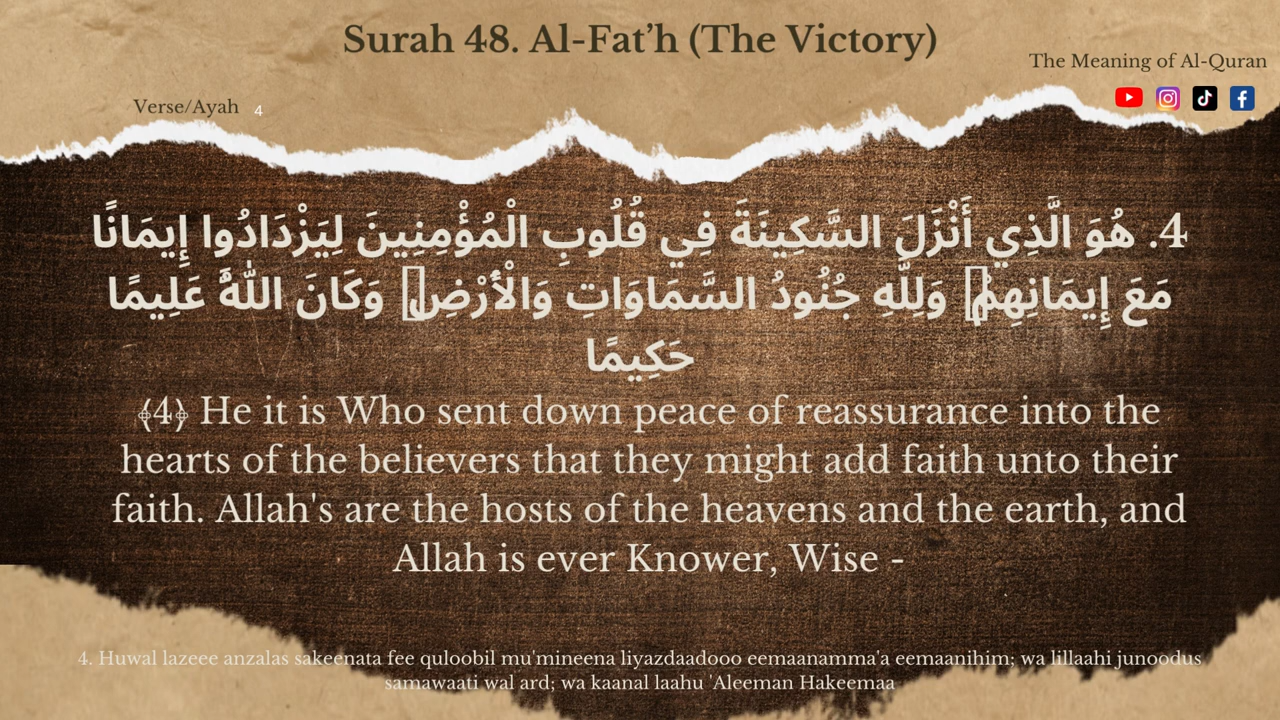 Surah 48. Al-Fat’h (The Victory)
The Meaning of Al-Quran
Verse/Ayah 4
4. هُوَ الَّذِي أَنْزَلَ السَّكِينَةَ فِي قُلُوبِ الْمُؤْمِنِينَ لِيَزْدَادُوا إِيمَانًا
مَعَ إِيمَانِهِمْ وَلِلَّهِ جُنُودُ السَّمَاوَاتِ وَالْأَرْضِ وَكَانَ اللَّهُ عَلِيمًا
حَكِيمًا
﴾4﴿ He it is Who sent down peace of reassurance into the
hearts of the believers that they might add faith unto their
faith. Allah's are the hosts of the heavens and the earth, and
Allah is ever Knower, Wise -
4. Huwal lazeee anzalas sakeenata fee quloobil mu'mineena liyazdaadooo eemaanamma'a eemaanihim; wa lillaahi junoodus
samawaati wal ard; wa kaanal laahu 'Aleeman Hakeemaa